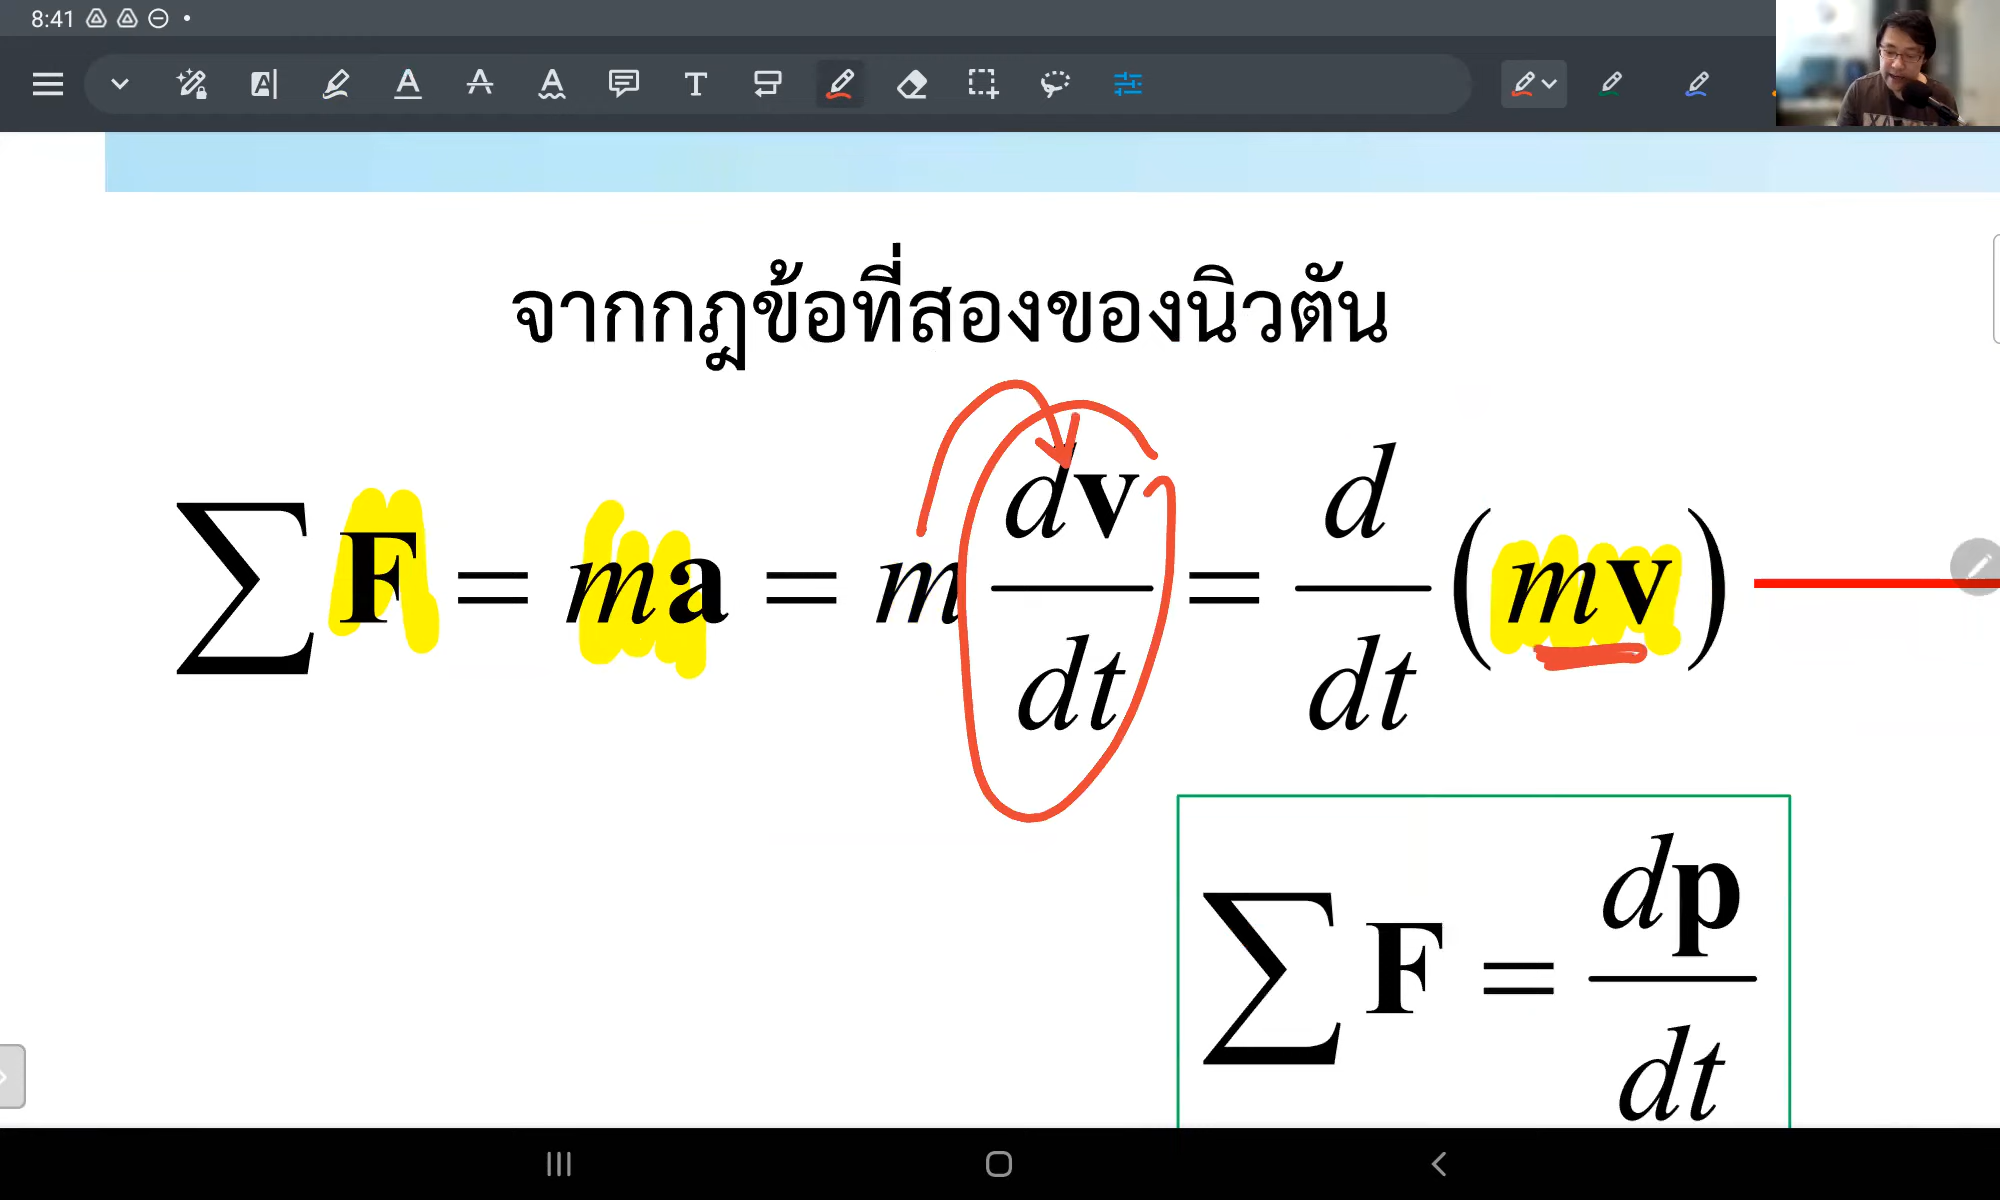 8:41
จากกฎข้อที่สองของนิวตัน
∑ F = ma = m dv/dt = d/dt (mv)
∑ F = dp/dt